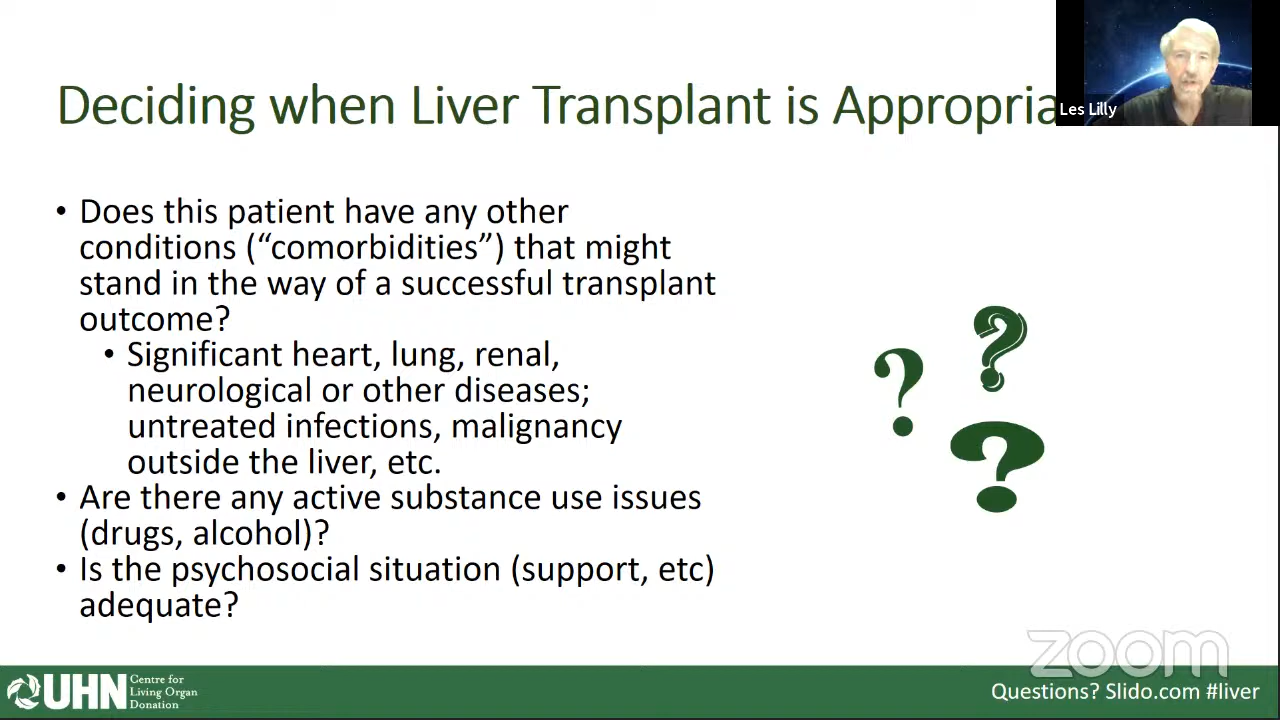 Deciding when Liver Transplant is Appropria
Les Lilly
• Does this patient have any other
conditions (“comorbidities”) that might
stand in the way of a successful transplant
outcome?
• Significant heart, lung, renal,
neurological or other diseases;
untreated infections, malignancy
outside the liver, etc.
• Are there any active substance use issues
(drugs, alcohol)?
• Is the psychosocial situation (support, etc)
adequate?
? ?
?
zoom
UHN
Centre for
Living Organ
Donation
Questions? Slido.com #liver